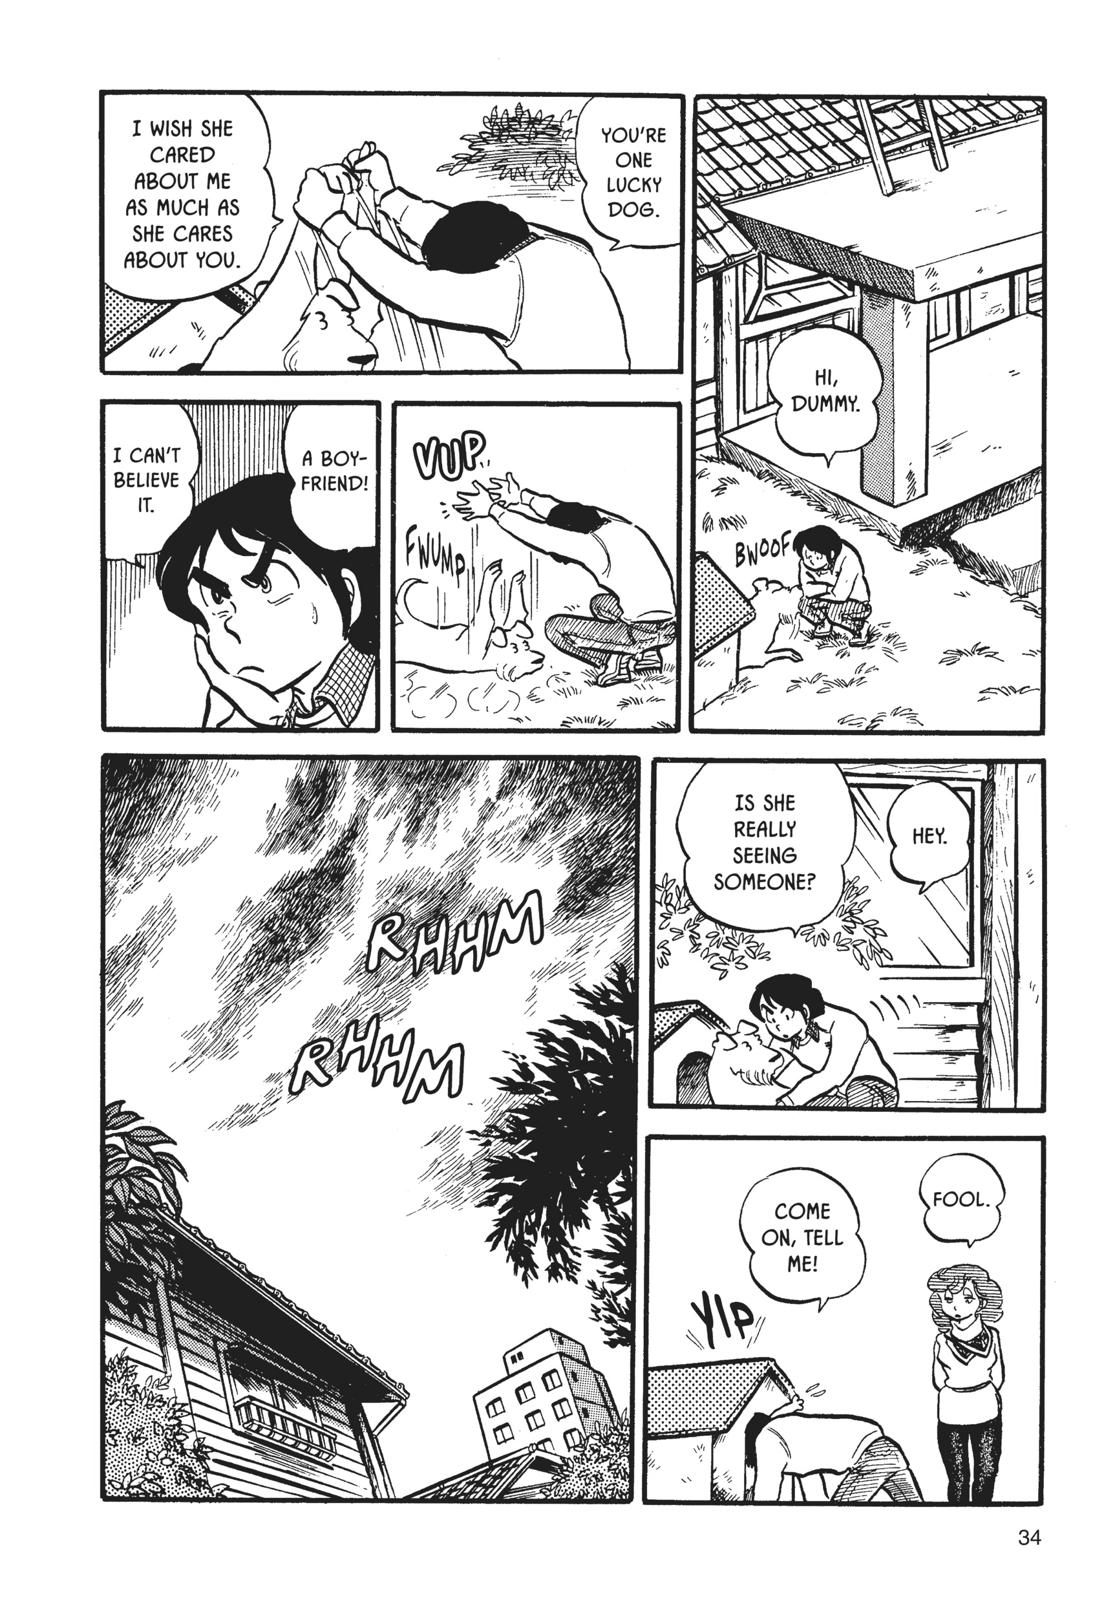 HI,
DUMMY.
BWOOF
YOU'RE
ONE
LUCKY
DOG.
I WISH SHE
CARED
ABOUT ME
AS MUCH AS
SHE CARES
ABOUT YOU.
VUP
FWUMP
A BOY-
FRIEND!
I CAN'T
BELIEVE
IT.
HEY.
IS SHE
REALLY
SEEING
SOMEONE?
FOOL.
COME
ON, TELL
ME!
YIP
RHHM
RHHM
34